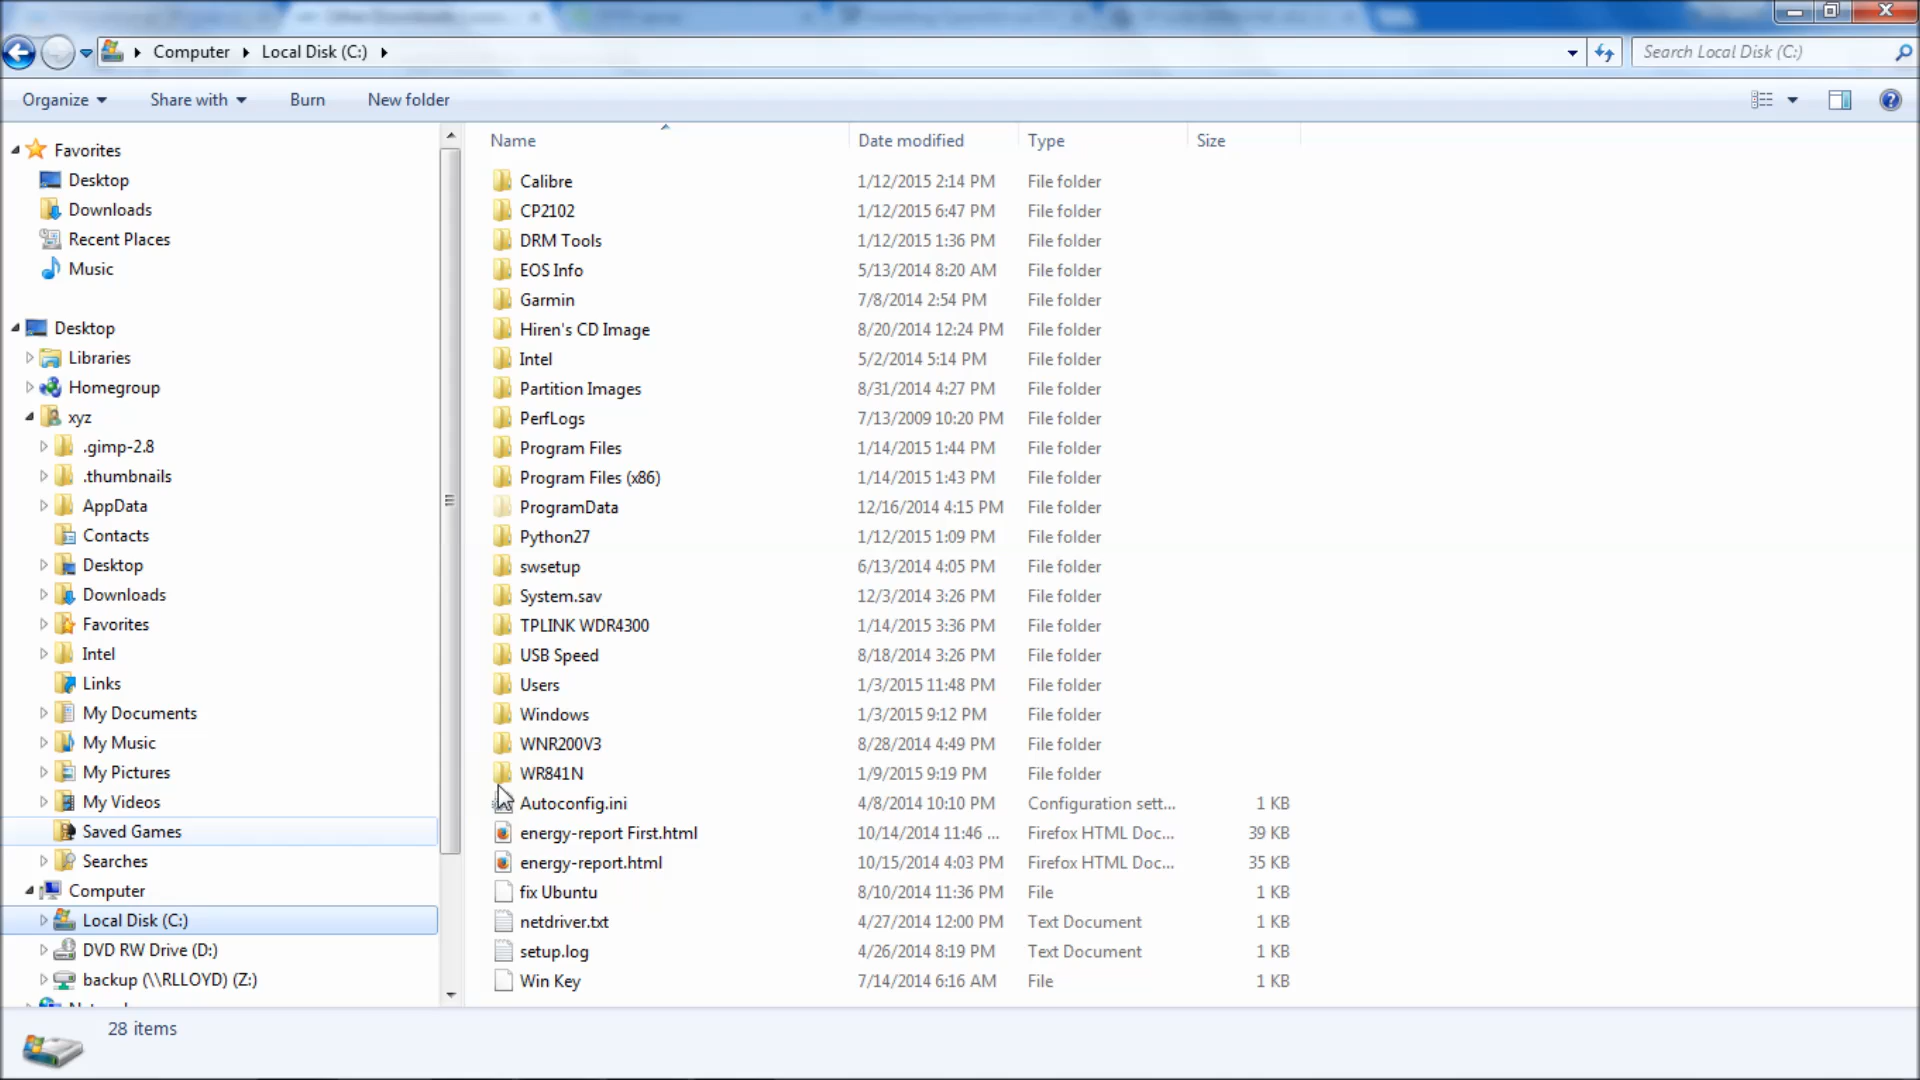 Computer Local Disk (C:)
Search Local Disk (C:)
Organize Share with Burn New folder
Name Date modified Type Size
Favorites
Desktop
Downloads
Recent Places
Music
Desktop
Libraries
Homegroup
xyz
.gimp-2.8
.thumbnails
AppData
Contacts
Desktop
Downloads
Favorites
Intel
Links
My Documents
My Music
My Pictures
My Videos
Saved Games
Searches
Computer
Local Disk (C:)
DVD RW Drive (D:)
backup (\\RLLOYD) (Z:)
Calibre 1/12/2015 2:14 PM File folder
CP2102 1/12/2015 6:47 PM File folder
DRM Tools 1/12/2015 1:36 PM File folder
EOS Info 5/13/2014 8:20 AM File folder
Garmin 7/8/2014 2:54 PM File folder
Hiren's CD Image 8/20/2014 12:24 PM File folder
Intel 5/2/2014 5:14 PM File folder
Partition Images 8/31/2014 4:27 PM File folder
PerfLogs 7/13/2009 10:20 PM File folder
Program Files 1/14/2015 1:44 PM File folder
Program Files (x86) 1/14/2015 1:43 PM File folder
ProgramData 12/16/2014 4:15 PM File folder
Python27 1/12/2015 1:09 PM File folder
swsetup 6/13/2014 4:05 PM File folder
System.sav 12/3/2014 3:26 PM File folder
TPLINK WDR4300 1/14/2015 3:36 PM File folder
USB Speed 8/18/2014 3:26 PM File folder
Users 1/3/2015 11:48 PM File folder
Windows 1/3/2015 9:12 PM File folder
WNR200V3 8/28/2014 4:49 PM File folder
WR841N 1/9/2015 9:19 PM File folder
Autoconfig.ini 4/8/2014 10:10 PM Configuration sett... 1 KB
energy-report First.html 10/14/2014 11:46 ... Firefox HTML Doc... 39 KB
energy-report.html 10/15/2014 4:03 PM Firefox HTML Doc... 35 KB
fix Ubuntu 8/10/2014 11:36 PM File 1 KB
netdriver.txt 4/27/2014 12:00 PM Text Document 1 KB
setup.log 4/26/2014 8:19 PM Text Document 1 KB
Win Key 7/14/2014 6:16 AM File 1 KB
28 items